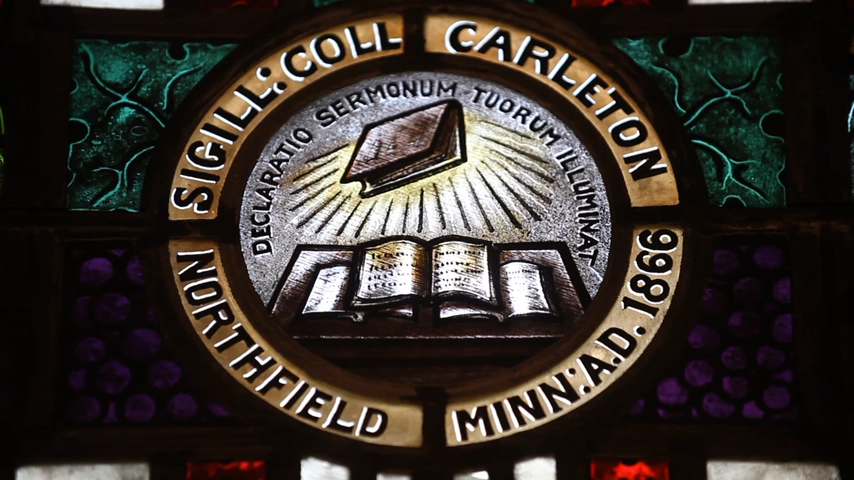 SIGILL: COLL CARLETON
NORTHFIELD MINN: A.D. 1866
DECLARATIO SERMONUM TUORUM ILLUMINAT